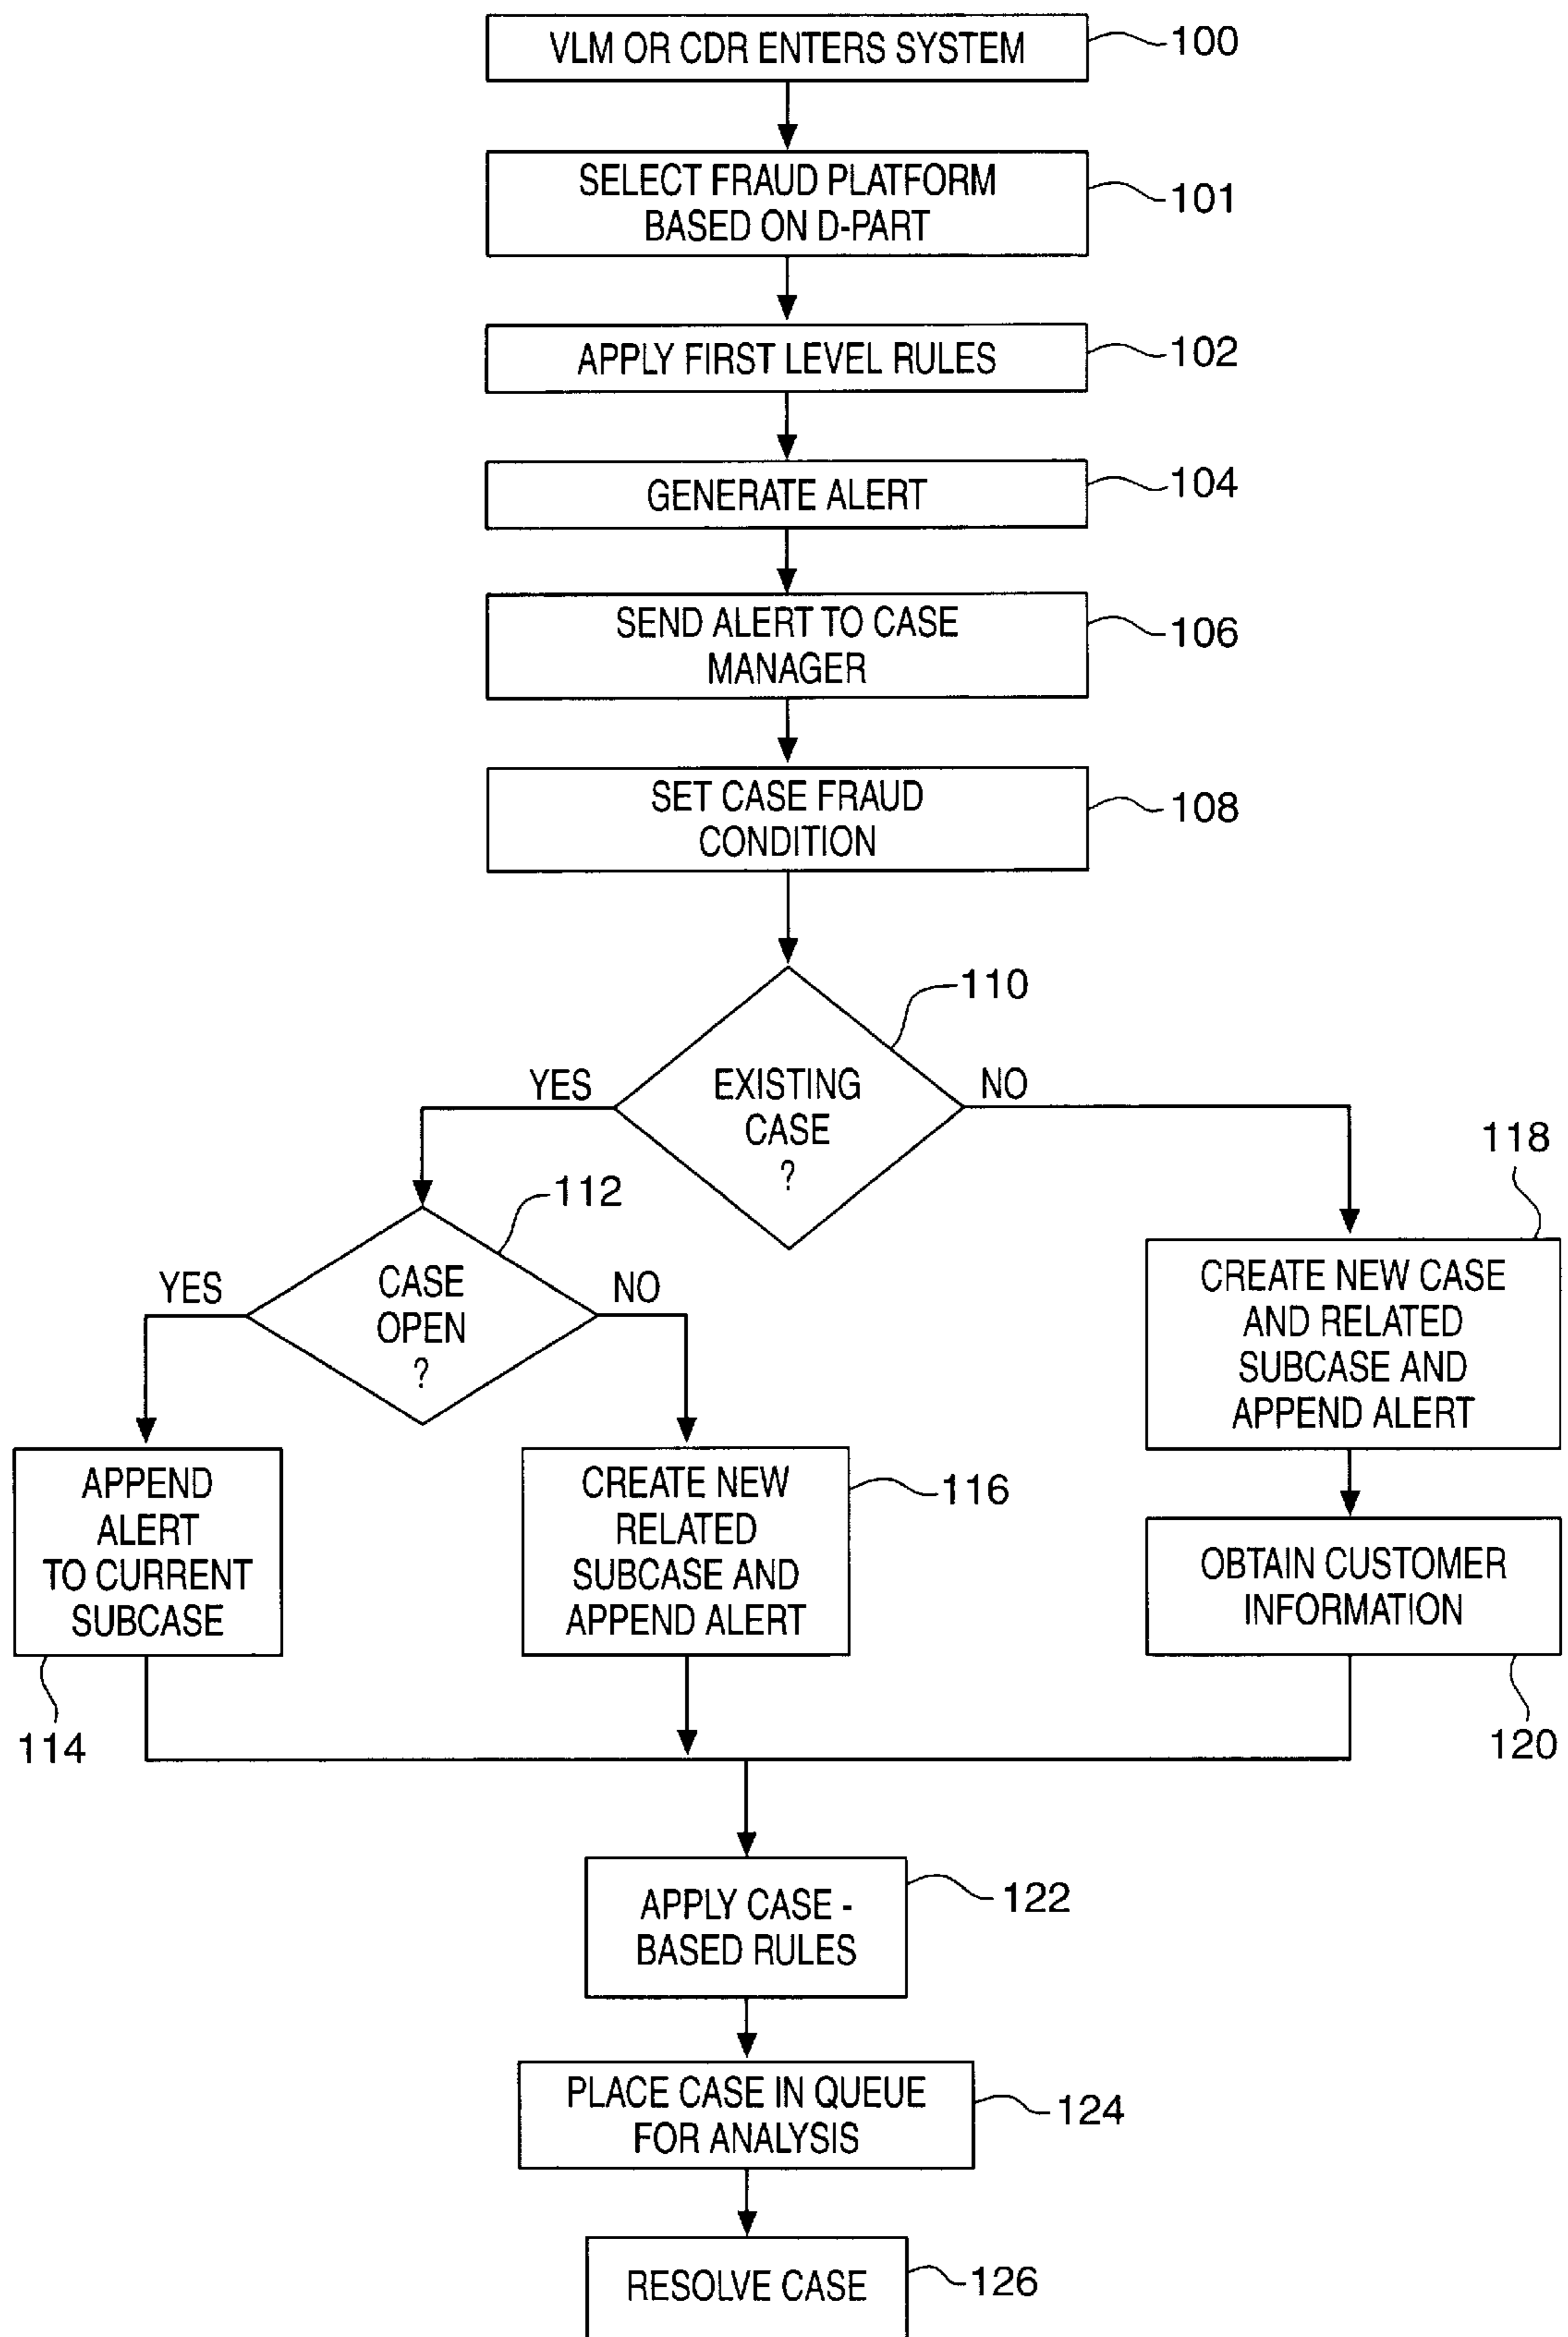 VLM OR CDR ENTERS SYSTEM
100
SELECT FRAUD PLATFORM
BASED ON D-PART
101
APPLY FIRST LEVEL RULES
102
GENERATE ALERT
104
SEND ALERT TO CASE
MANAGER
106
SET CASE FRAUD
CONDITION
108
110
EXISTING
CASE
?
YES
NO
112
CASE
OPEN
?
YES
NO
118
CREATE NEW CASE
AND RELATED
SUBCASE AND
APPEND ALERT
APPEND
ALERT
TO CURRENT
SUBCASE
114
CREATE NEW
RELATED
SUBCASE AND
APPEND ALERT
116
OBTAIN CUSTOMER
INFORMATION
120
APPLY CASE -
BASED RULES
122
PLACE CASE IN QUEUE
FOR ANALYSIS
124
RESOLVE CASE
126